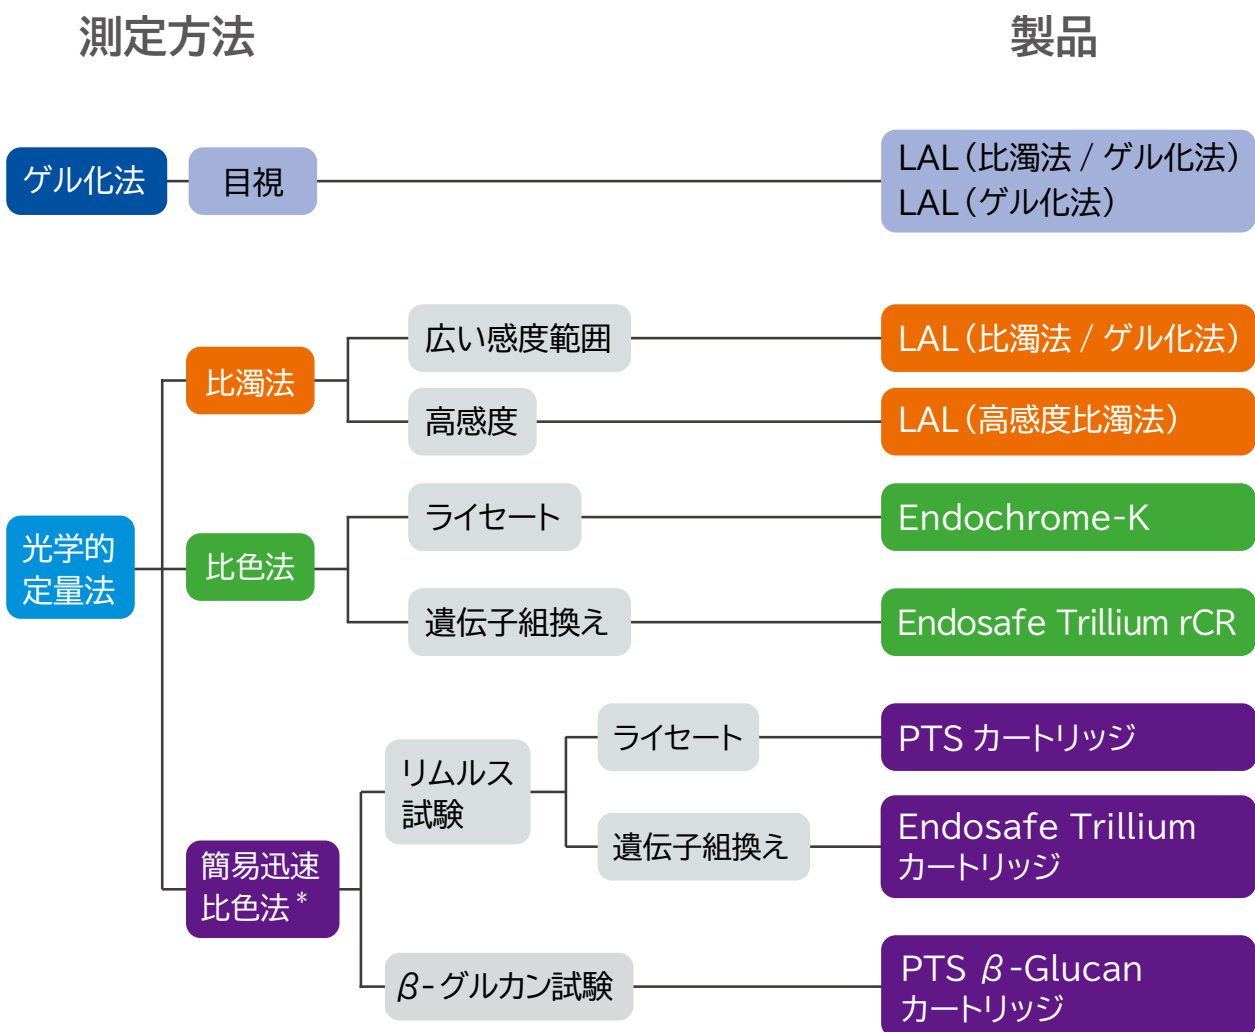 測定方法
製品
ゲル化法
目視
LAL（比濁法 / ゲル化法）
LAL（ゲル化法）
広い感度範囲
LAL（比濁法 / ゲル化法）
比濁法
高感度
LAL（高感度比濁法）
ライセート
Endochrome-K
光学的
定量法
比色法
遺伝子組換え
Endosafe Trillium rCR
ライセート
PTS カートリッジ
リムルス
試験
遺伝子組換え
Endosafe Trillium
カートリッジ
簡易迅速
比色法*
β-グルカン試験
PTS β-Glucan
カートリッジ